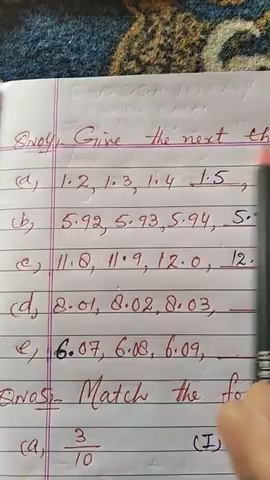 Qno4, Give the next th
(a, 1.2, 1.3, 1.4 1.5,
(b, 5.92, 5.93, 5.94, 5.
(c, 11.8, 11.9, 12.0, 12.
(d, 8.01, 8.02, 8.03,
e, 6.07, 6.08, 6.09,
Qno5, Match the fo
(a, 3/10 (I)